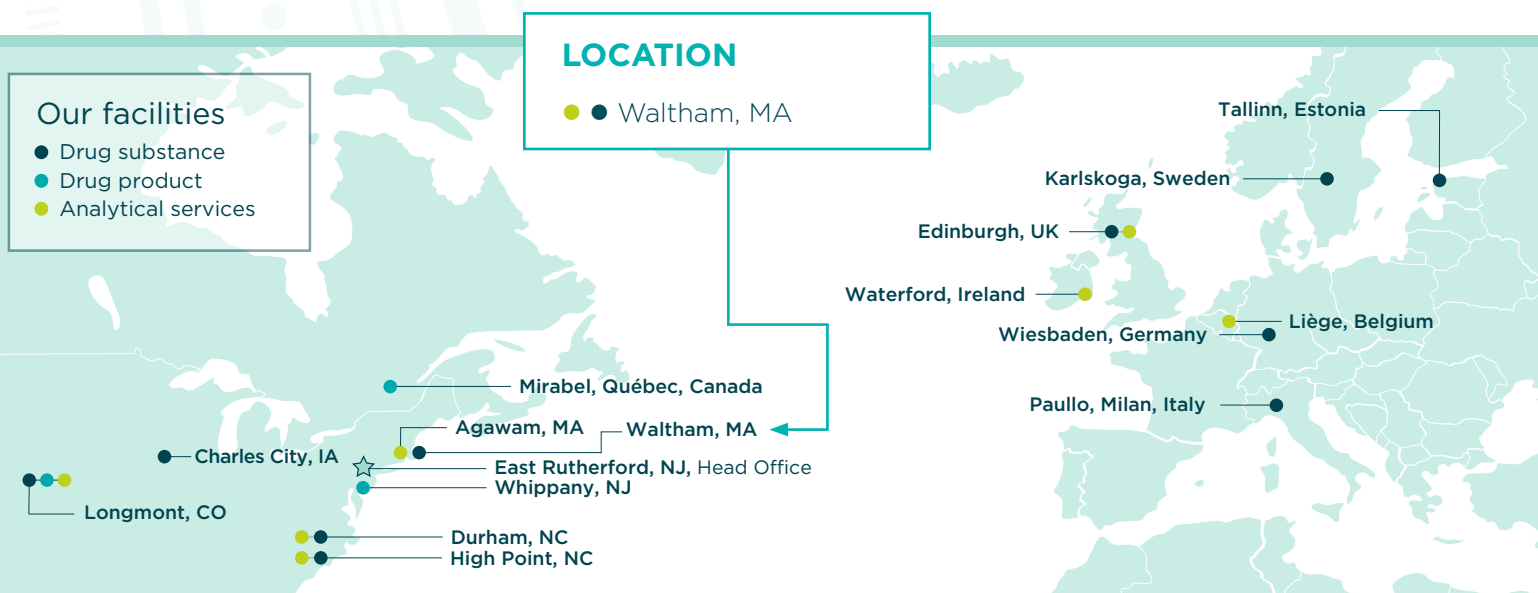 LOCATION
Waltham, MA
Our facilities
Drug substance
Drug product
Analytical services
Tallinn, Estonia
Karlskoga, Sweden
Edinburgh, UK
Waterford, Ireland
Liège, Belgium
Wiesbaden, Germany
Mirabel, Québec, Canada
Paullo, Milan, Italy
Agawam, MA
Waltham, MA
Charles City, IA
East Rutherford, NJ, Head Office
Whippany, NJ
Longmont, CO
Durham, NC
High Point, NC